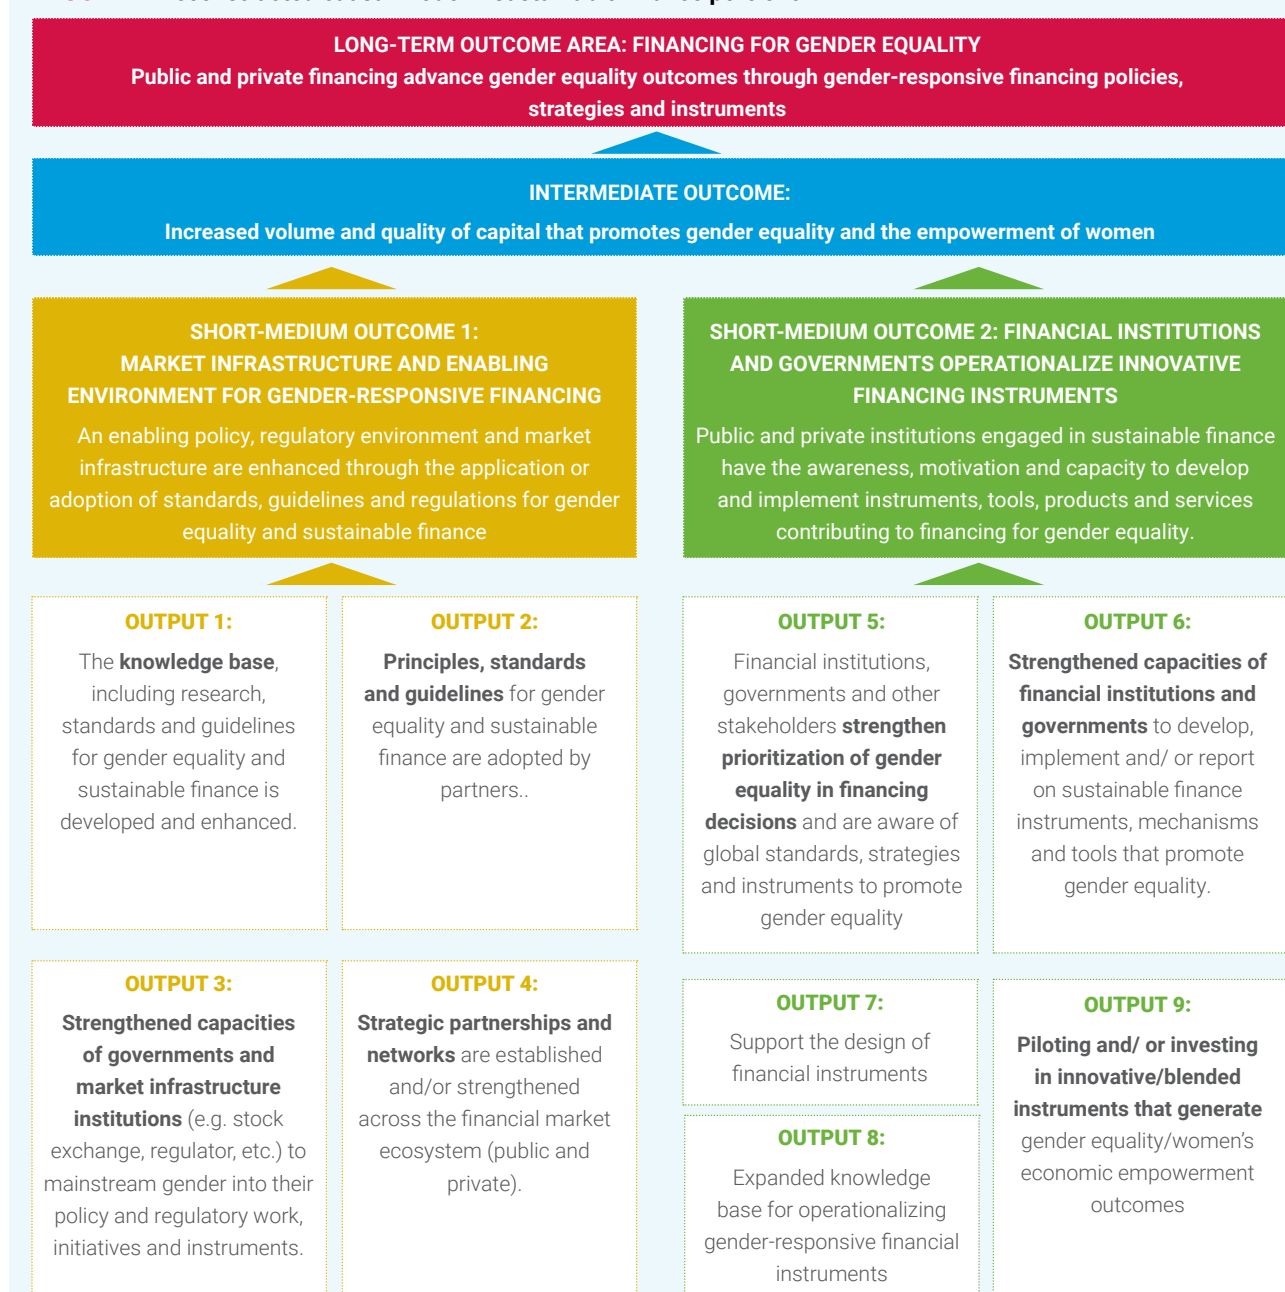 LONG-TERM OUTCOME AREA: FINANCING FOR GENDER EQUALITY
Public and private financing advance gender equality outcomes through gender-responsive financing policies,
strategies and instruments
INTERMEDIATE OUTCOME:
Increased volume and quality of capital that promotes gender equality and the empowerment of women
SHORT-MEDIUM OUTCOME 1:
MARKET INFRASTRUCTURE AND ENABLING
ENVIRONMENT FOR GENDER-RESPONSIVE FINANCING
An enabling policy, regulatory environment and market
infrastructure are enhanced through the application or
adoption of standards, guidelines and regulations for gender
equality and sustainable finance
SHORT-MEDIUM OUTCOME 2: FINANCIAL INSTITUTIONS
AND GOVERNMENTS OPERATIONALIZE INNOVATIVE
FINANCING INSTRUMENTS
Public and private institutions engaged in sustainable finance
have the awareness, motivation and capacity to develop
and implement instruments, tools, products and services
contributing to financing for gender equality.
OUTPUT 1:
The knowledge base,
including research,
standards and guidelines
for gender equality and
sustainable finance is
developed and enhanced.
OUTPUT 2:
Principles, standards
and guidelines for gender
equality and sustainable
finance are adopted by
partners..
OUTPUT 3:
Strengthened capacities
of governments and
market infrastructure
institutions (e.g. stock
exchange, regulator, etc.) to
mainstream gender into their
policy and regulatory work,
initiatives and instruments.
OUTPUT 4:
Strategic partnerships and
networks are established
and/or strengthened
across the financial market
ecosystem (public and
private).
OUTPUT 5:
Financial institutions,
governments and other
stakeholders strengthen
prioritization of gender
equality in financing
decisions and are aware of
global standards, strategies
and instruments to promote
gender equality
OUTPUT 6:
Strengthened capacities of
financial institutions and
governments to develop,
implement and/ or report
on sustainable finance
instruments, mechanisms
and tools that promote
gender equality.
OUTPUT 7:
Support the design of
financial instruments
OUTPUT 8:
Expanded knowledge
base for operationalizing
gender-responsive financial
instruments
OUTPUT 9:
Piloting and/ or investing
in innovative/blended
instruments that generate
gender equality/women's
economic empowerment
outcomes